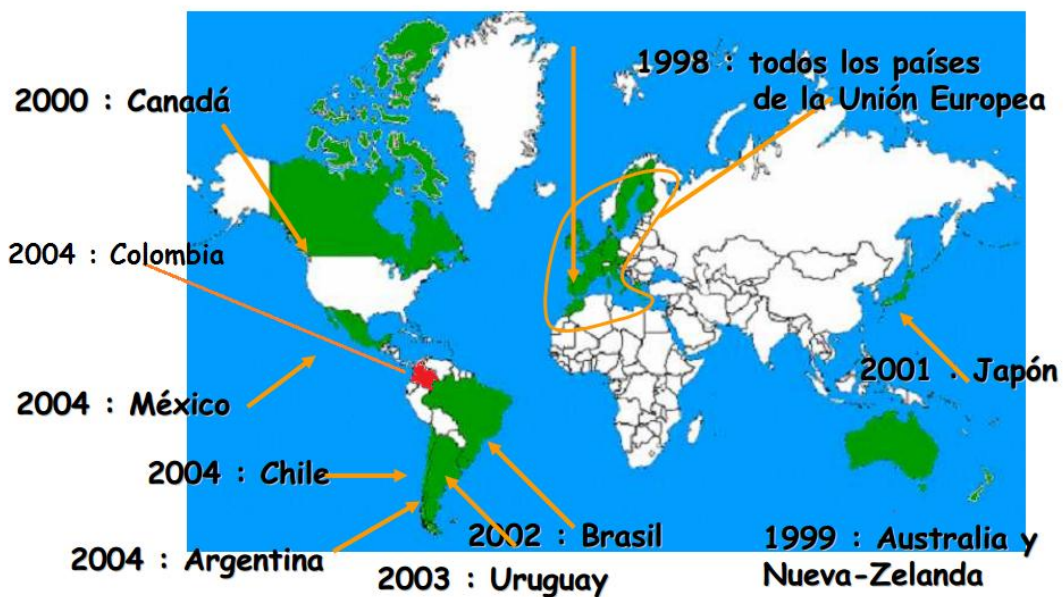 1998 : todos los países
de la Unión Europea
2000 : Canadá
2004 : Colombia
2001 : Japón
2004 : México
2004 : Chile
2002 : Brasil
1999 : Australia y
Nueva-Zelanda
2004 : Argentina
2003 : Uruguay